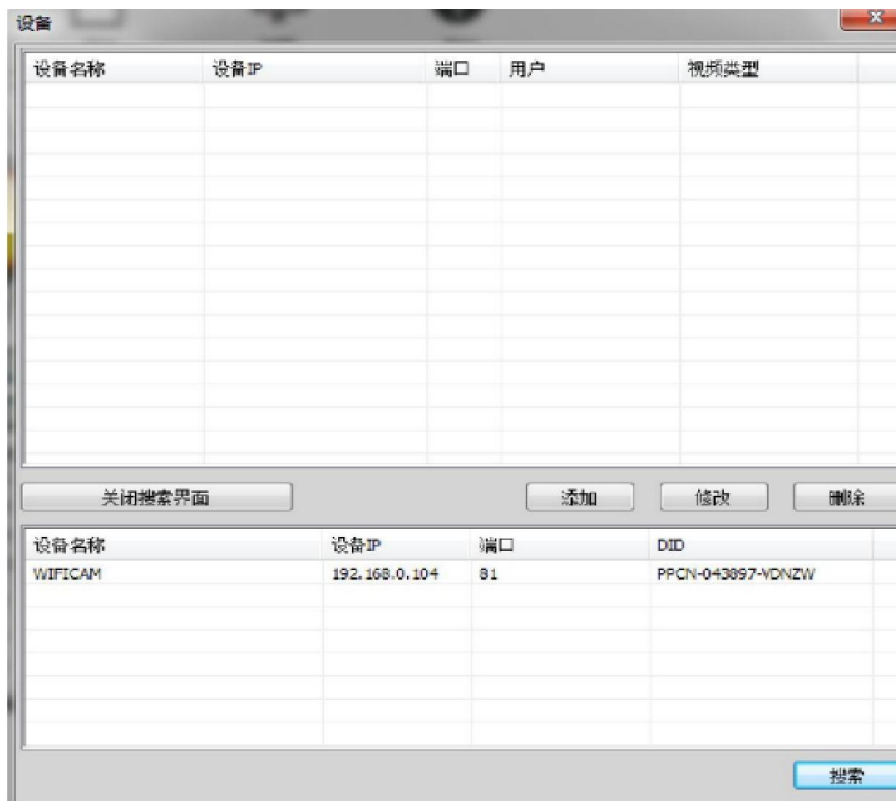 设备
设备名称 设备IP 端口 用户 视频类型
关闭搜索界面 添加 修改 删除
设备名称 设备IP 端口 DID
WIFICAM 192.168.0.104 81 PPCN-043897-VDNZW
搜索